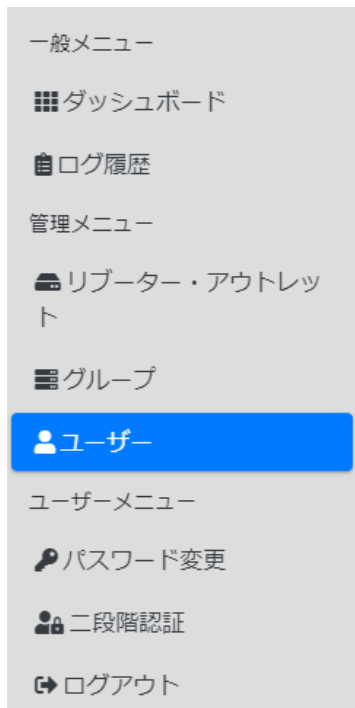 一般メニュー
ダッシュボード
ログ履歴
管理メニュー
リブーター・アウトレッ
ト
グループ
ユーザー
ユーザーメニュー
パスワード変更
二段階認証
ログアウト